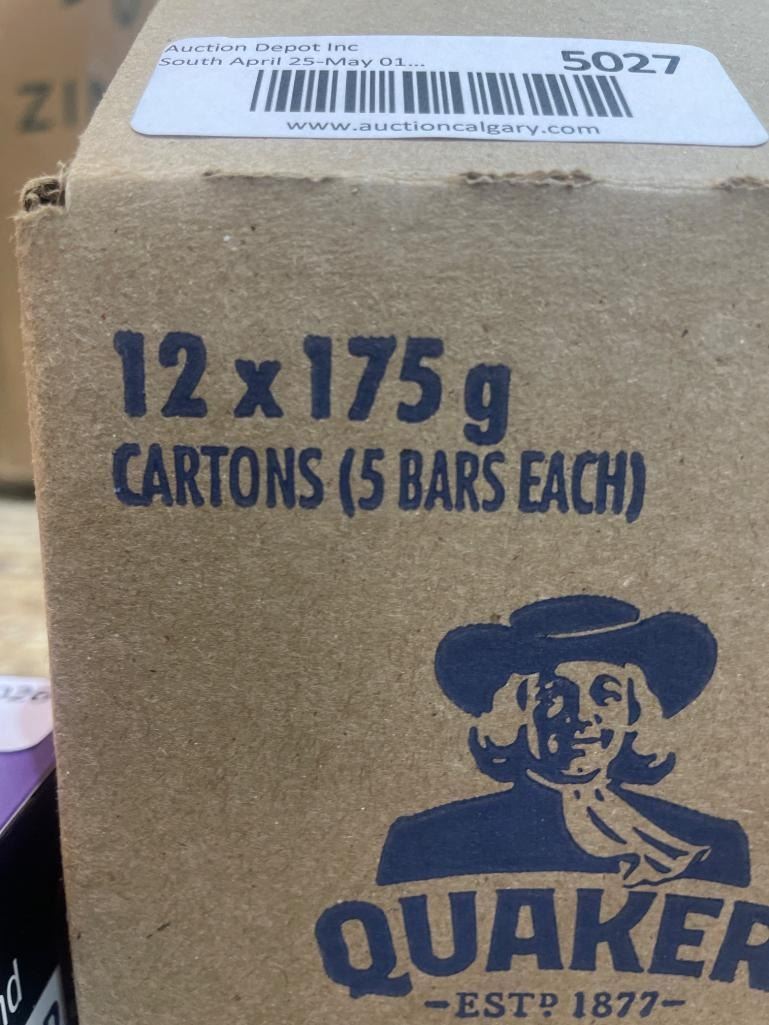 Auction Depot Inc
South April 25-May 01...
5027
www.auctioncalgary.com
12 x 175 g
CARTONS (5 BARS EACH)
QUAKER
-ESTD 1877-